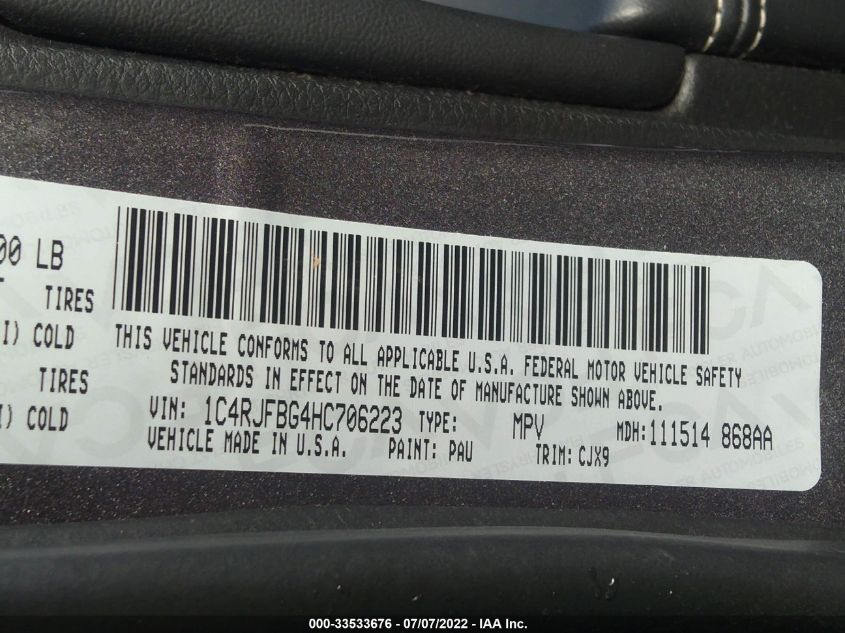 00 LB
TIRES
I) COLD
TIRES
I) COLD
THIS VEHICLE CONFORMS TO ALL APPLICABLE U.S.A. FEDERAL MOTOR VEHICLE SAFETY
STANDARDS IN EFFECT ON THE DATE OF MANUFACTURE SHOWN ABOVE.
VIN: 1C4RJFBG4HC706223 TYPE: MPV MDH:111514 868AA
VEHICLE MADE IN U.S.A. PAINT: PAU TRIM: CJX9
000-33533676 - 07/07/2022 - IAA Inc.